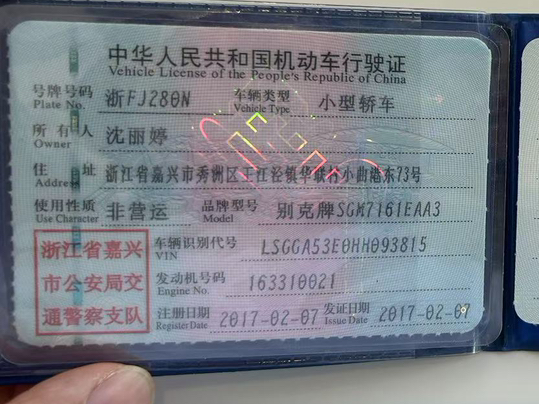 中华人民共和国机动车行驶证
Vehicle License of the People's Republic of China
号牌号码 浙FJ280N 车辆类型 小型轿车
Plate No. Vehicle Type
所有人 沈丽婷
Owner
住址 浙江省嘉兴市秀洲区王江泾镇华联村小曲港东73号
Address
使用性质 非营运 品牌型号 别克牌SGM7161EAA3
Use Character Model
浙江省嘉兴
市公安局交
通警察支队
车辆识别代号 LSGGA53E0HH093815
VIN
发动机号码 163310021
Engine No.
注册日期 2017-02-07 发证日期 2017-02-07
Register Date Issue Date